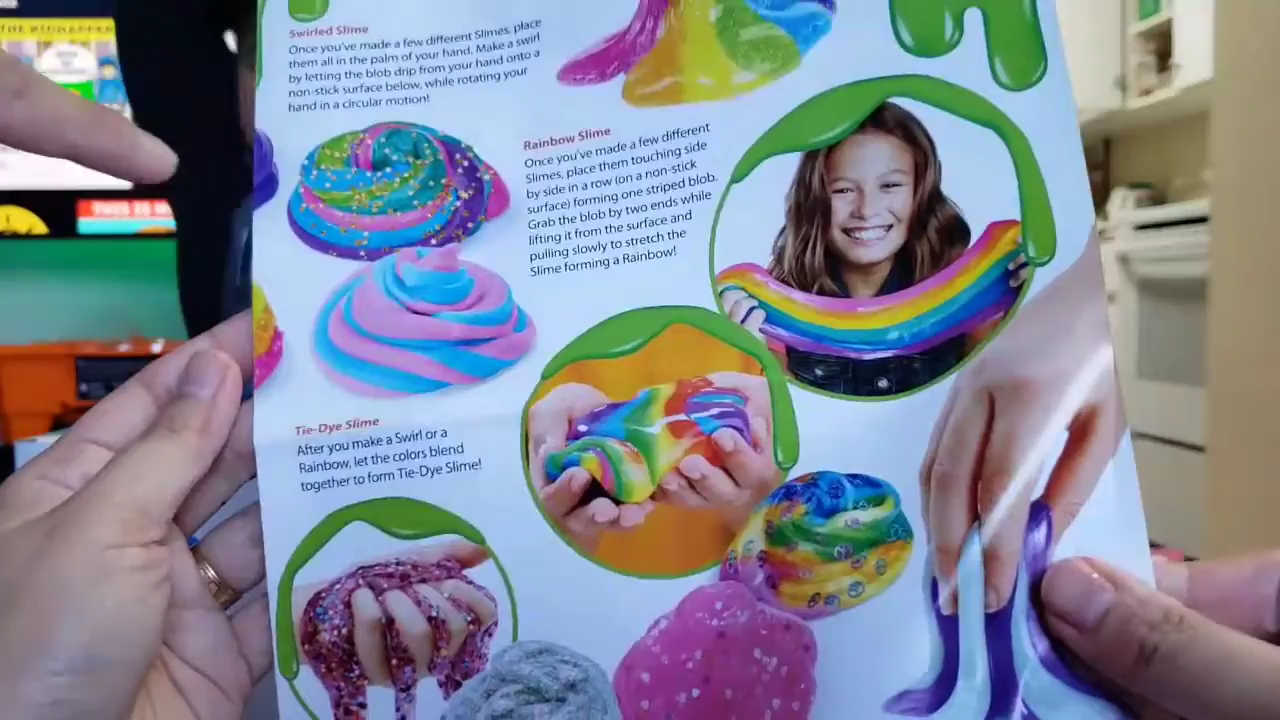 THE KIDNAPPER
THIS IS
Swirled Slime
Once you've made a few different Slimes, place
them all in the palm of your hand. Make a swirl
by letting the blob drip from your hand onto a
non-stick surface below, while rotating your
hand in a circular motion!
Rainbow Slime
Once you've made a few different
Slimes, place them touching side
by side in a row (on a non-stick
surface) forming one striped blob.
Grab the blob by two ends while
lifting it from the surface and
pulling slowly to stretch the
Slime forming a Rainbow!
Tie-Dye Slime
After you make a Swirl or a
Rainbow, let the colors blend
together to form Tie-Dye Slime!